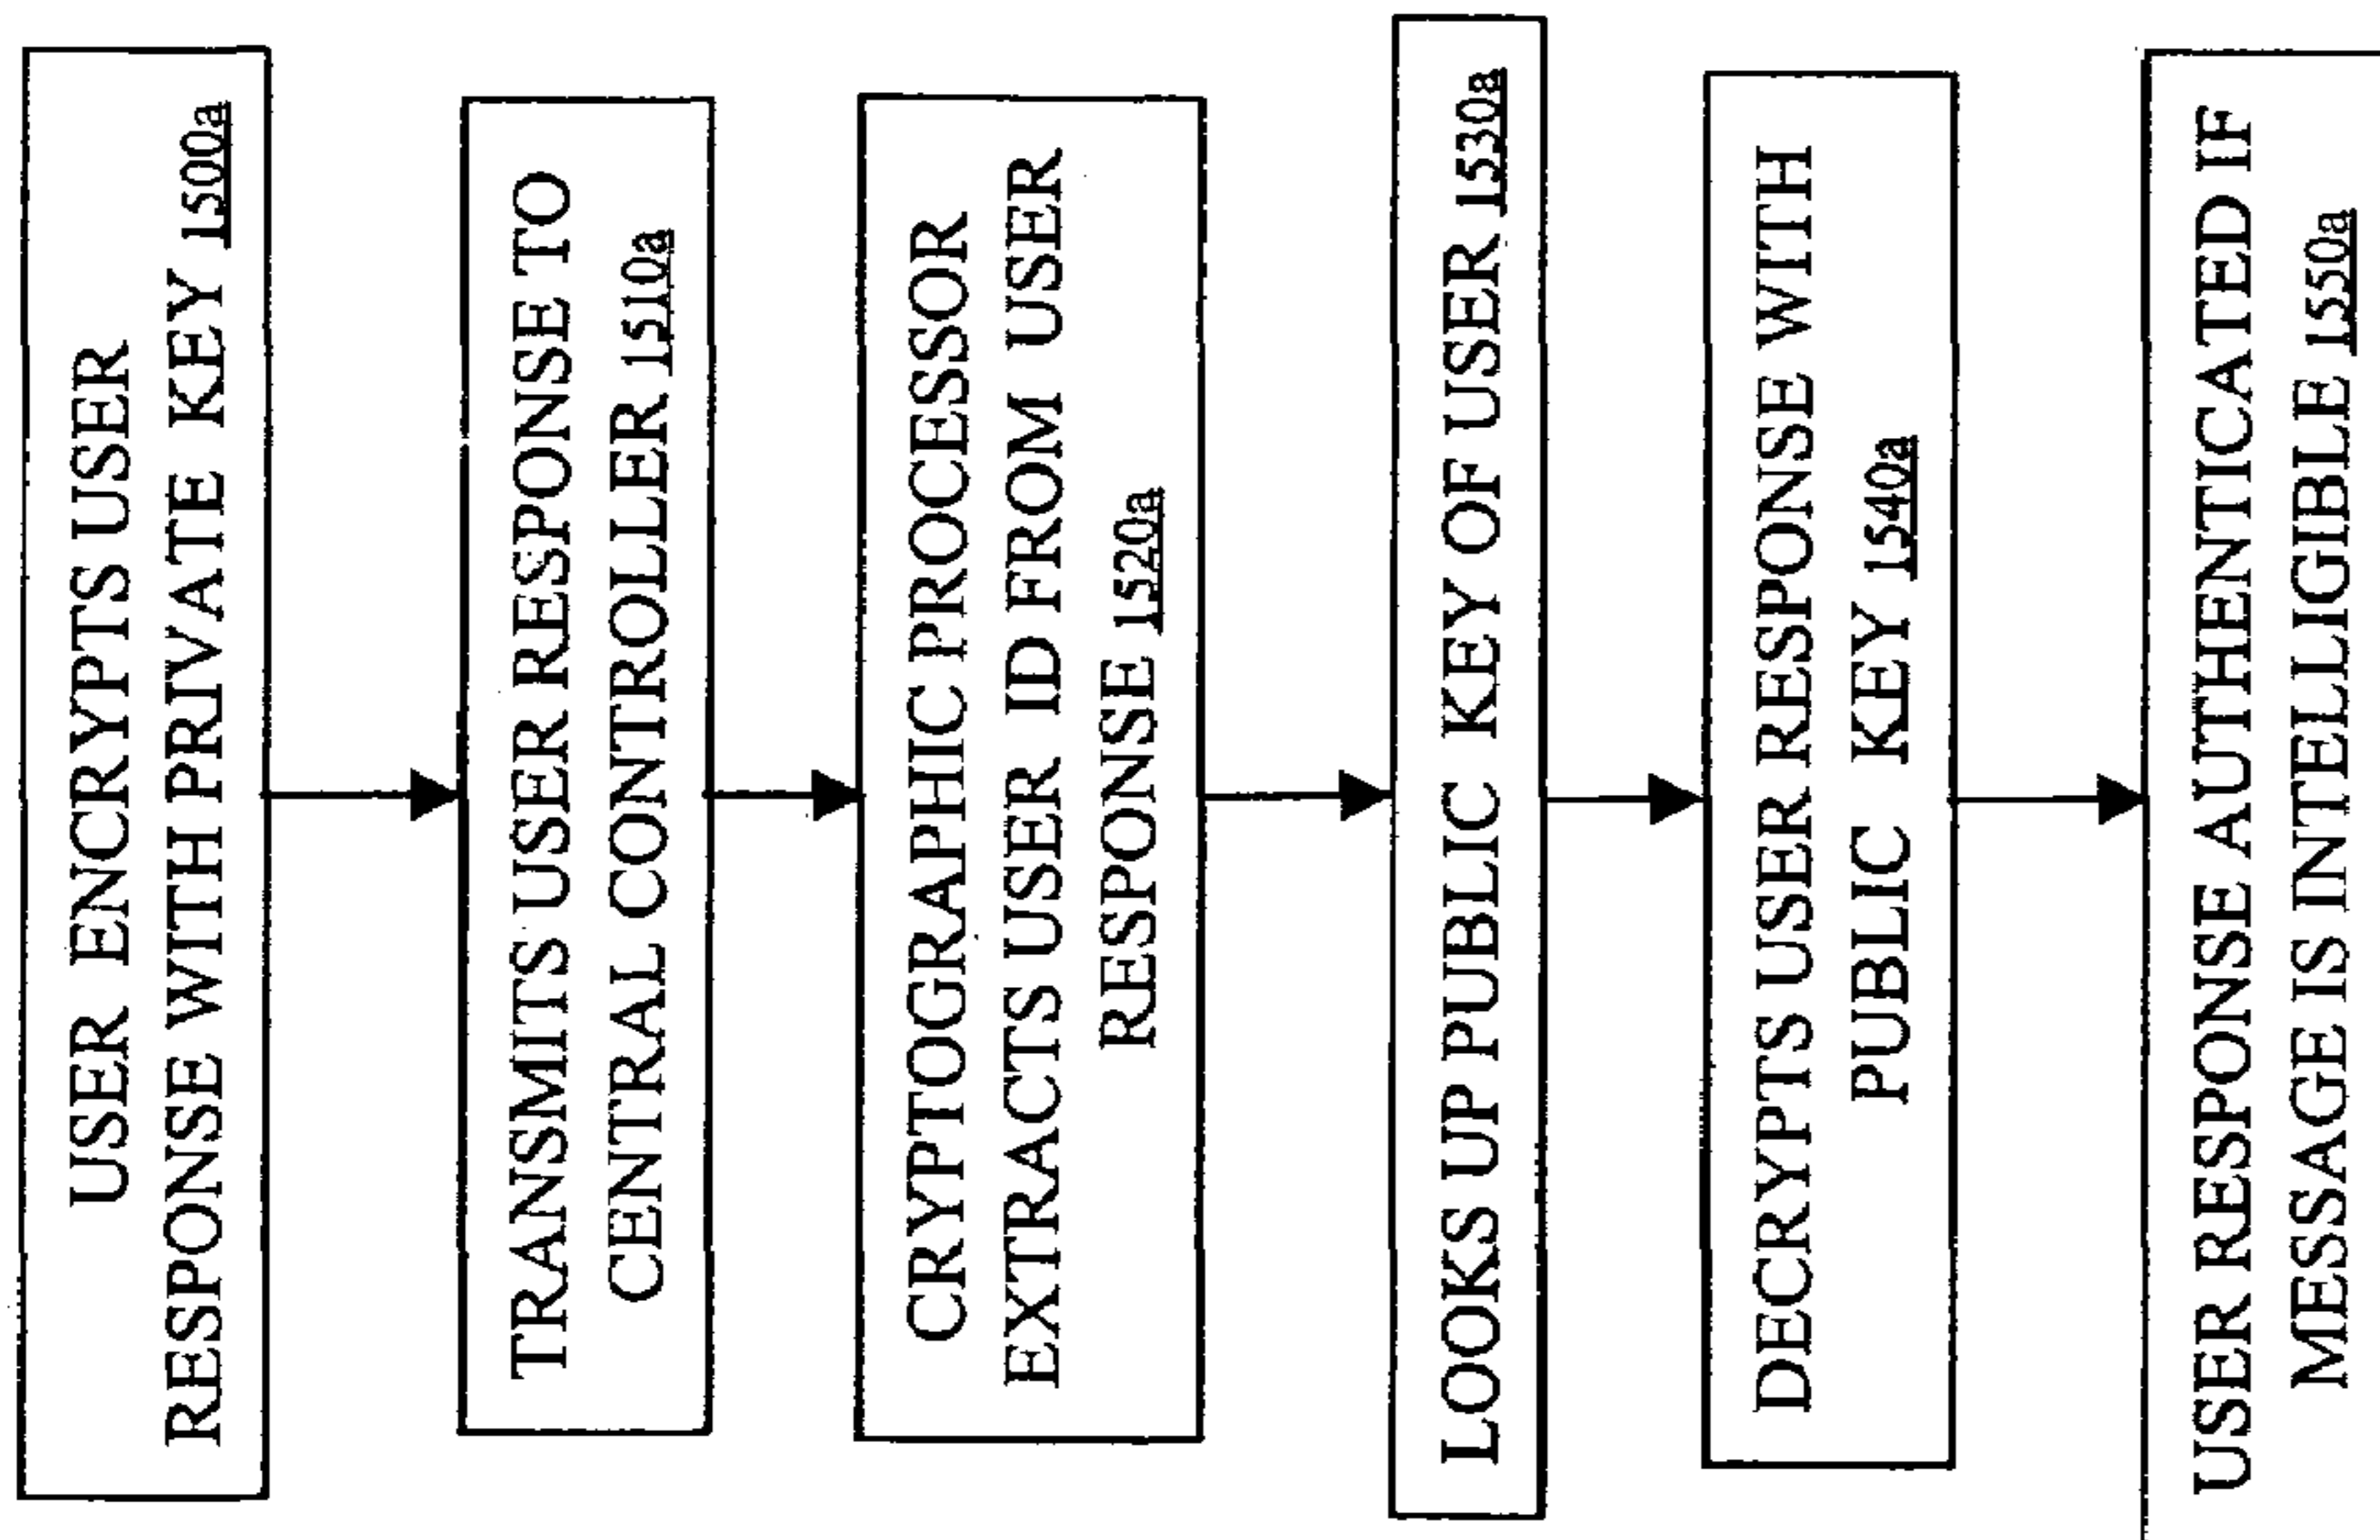 USER ENCRYPTS USER
RESPONSE WITH PRIVATE KEY 1500a
TRANSMITS USER RESPONSE TO
CENTRAL CONTROLLER 1510a
CRYPTOGRAPHIC PROCESSOR
EXTRACTS USER ID FROM USER
RESPONSE 1520a
LOOKS UP PUBLIC KEY OF USER 1530a
DECRYPTS USER RESPONSE WITH
PUBLIC KEY 1540a
USER RESPONSE AUTHENTICATED IF
MESSAGE IS INTELLIGIBLE 1550a